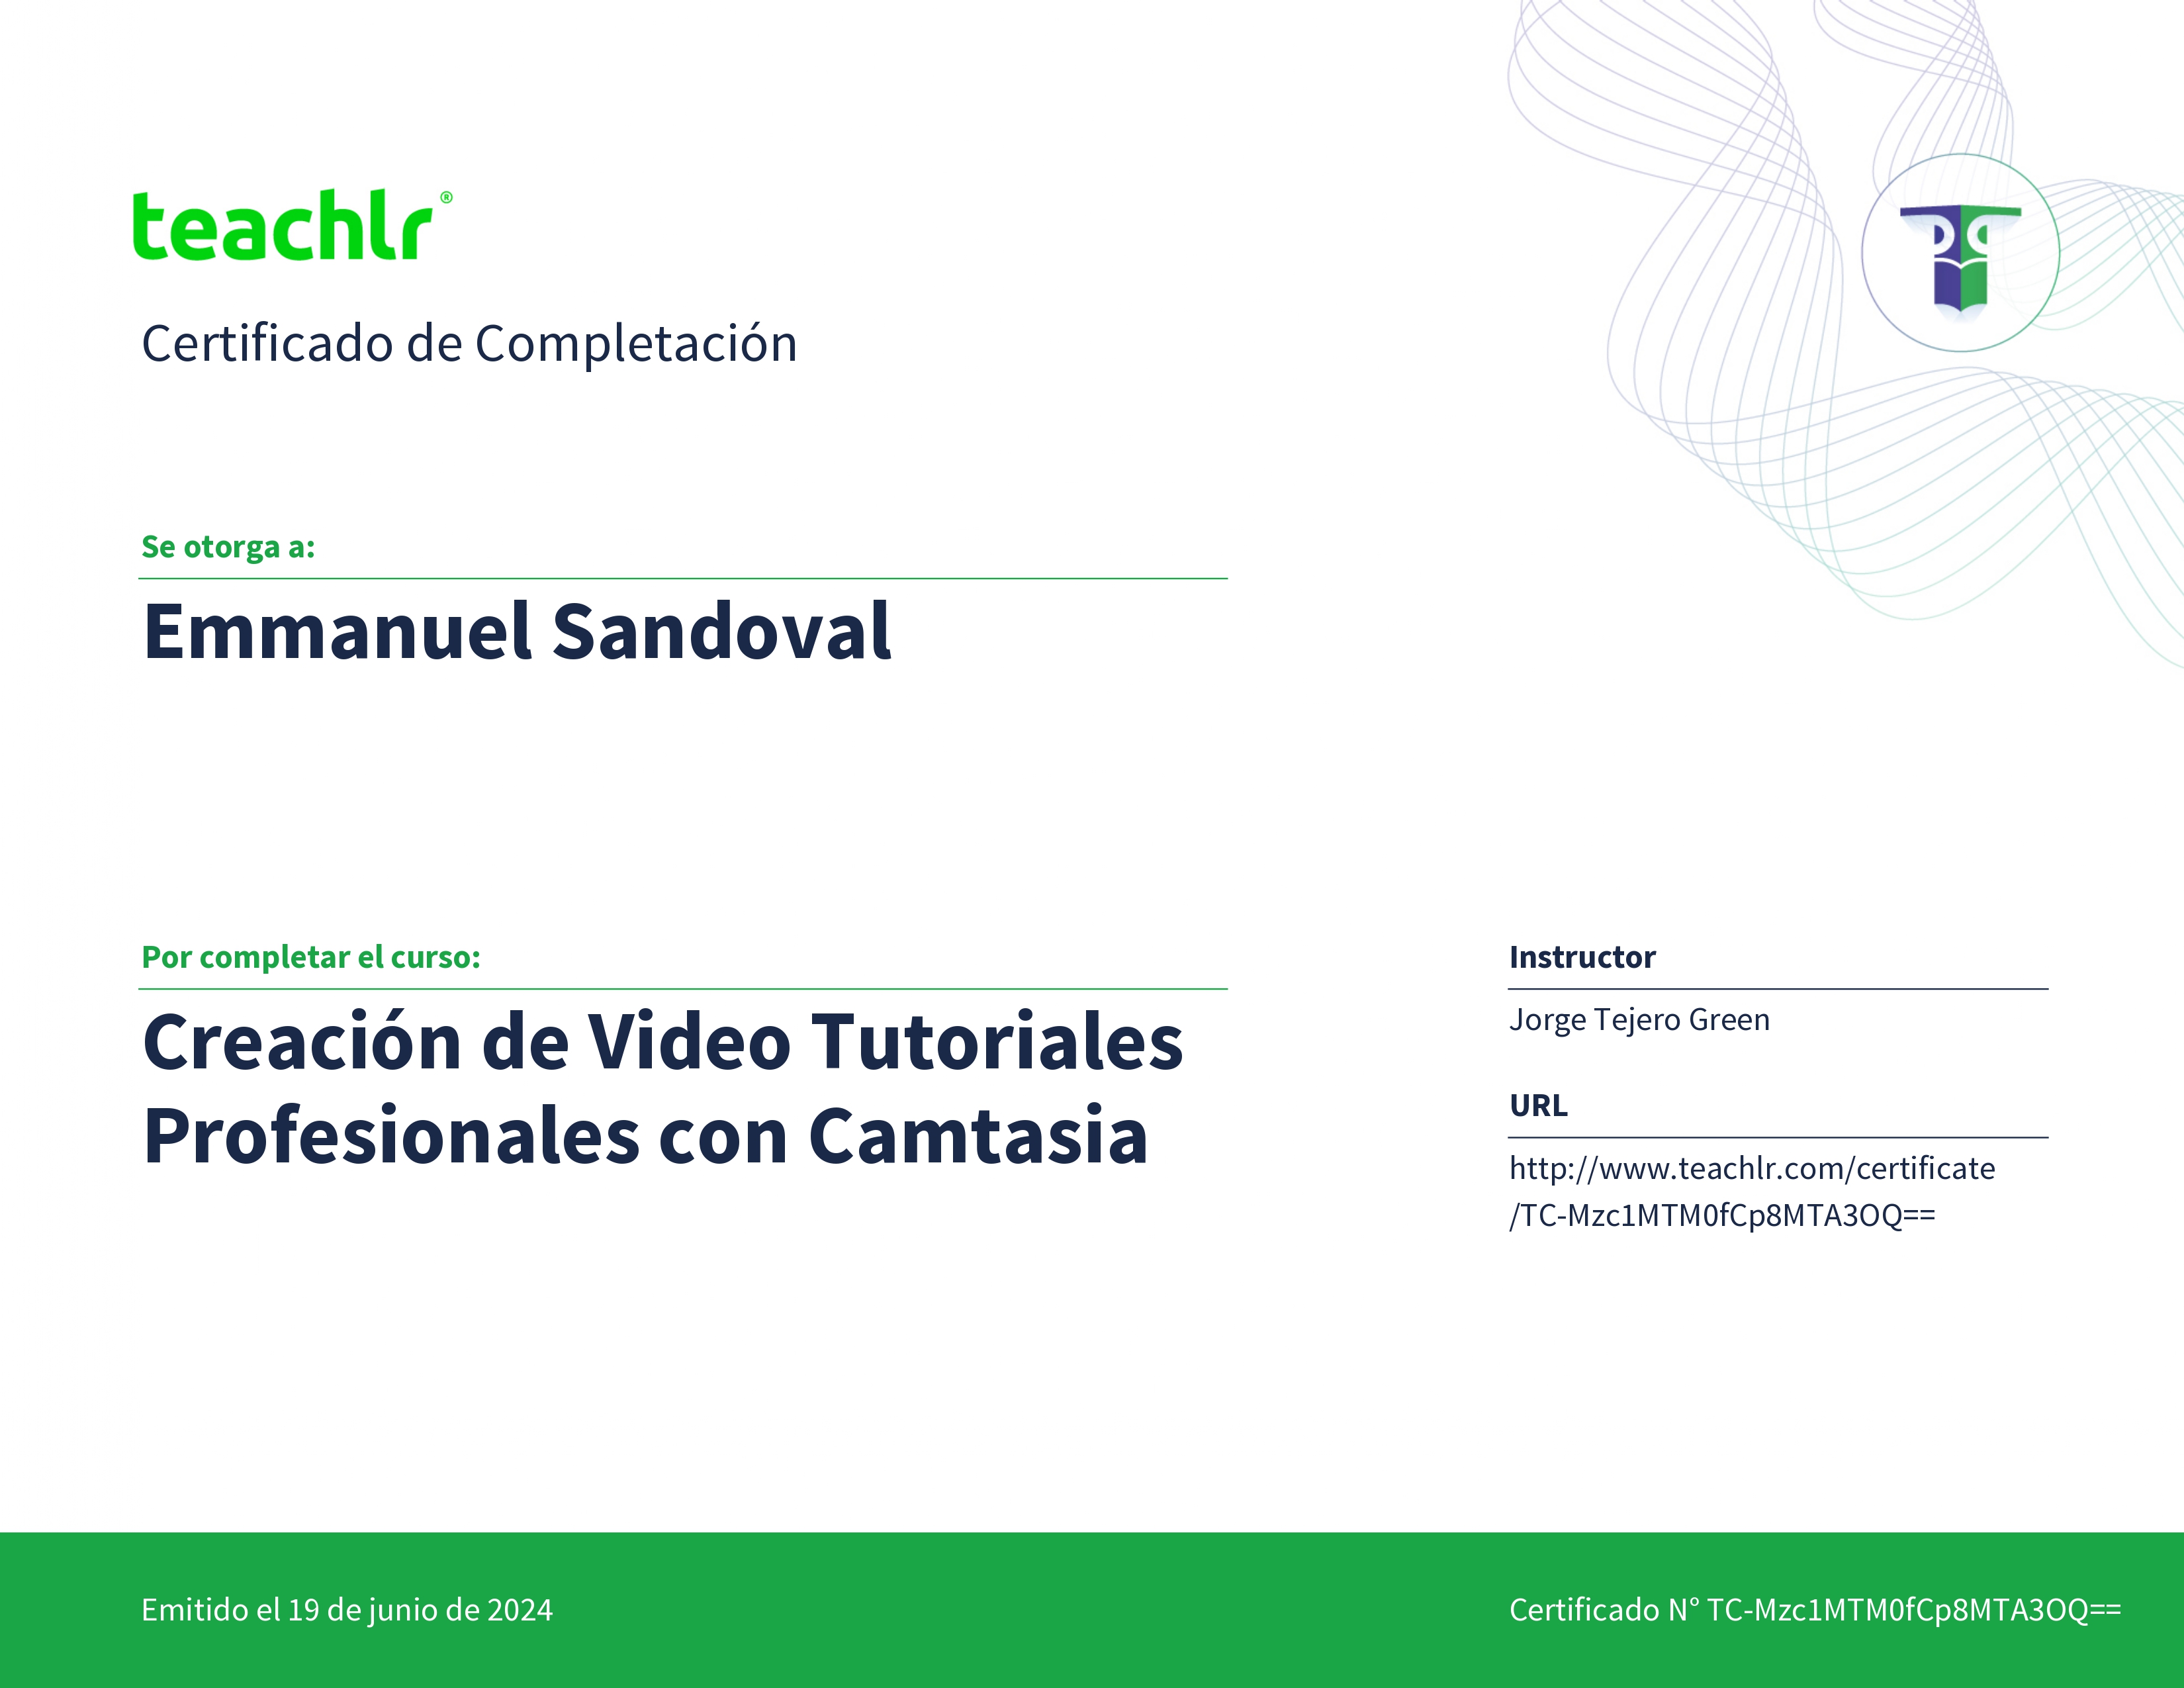 teachlr®
Certificado de Completación
Se otorga a:
Emmanuel Sandoval
Por completar el curso:
Creación de Video Tutoriales
Profesionales con Camtasia
Instructor
Jorge Tejero Green
URL
http://www.teachlr.com/certificate
/TC-Mzc1MTM0fCp8MTA3OQ==
Emitido el 19 de junio de 2024
Certificado N° TC-Mzc1MTM0fCp8MTA3OQ==